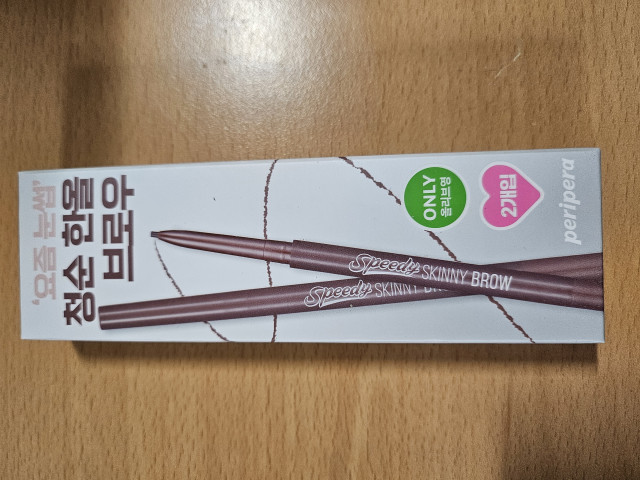 peripera
2개입
ONLY
올리브영
'요즘 눈썹'
청순 한올
브로우
Speedy SKINNY BROW
Speedy SKINNY BR